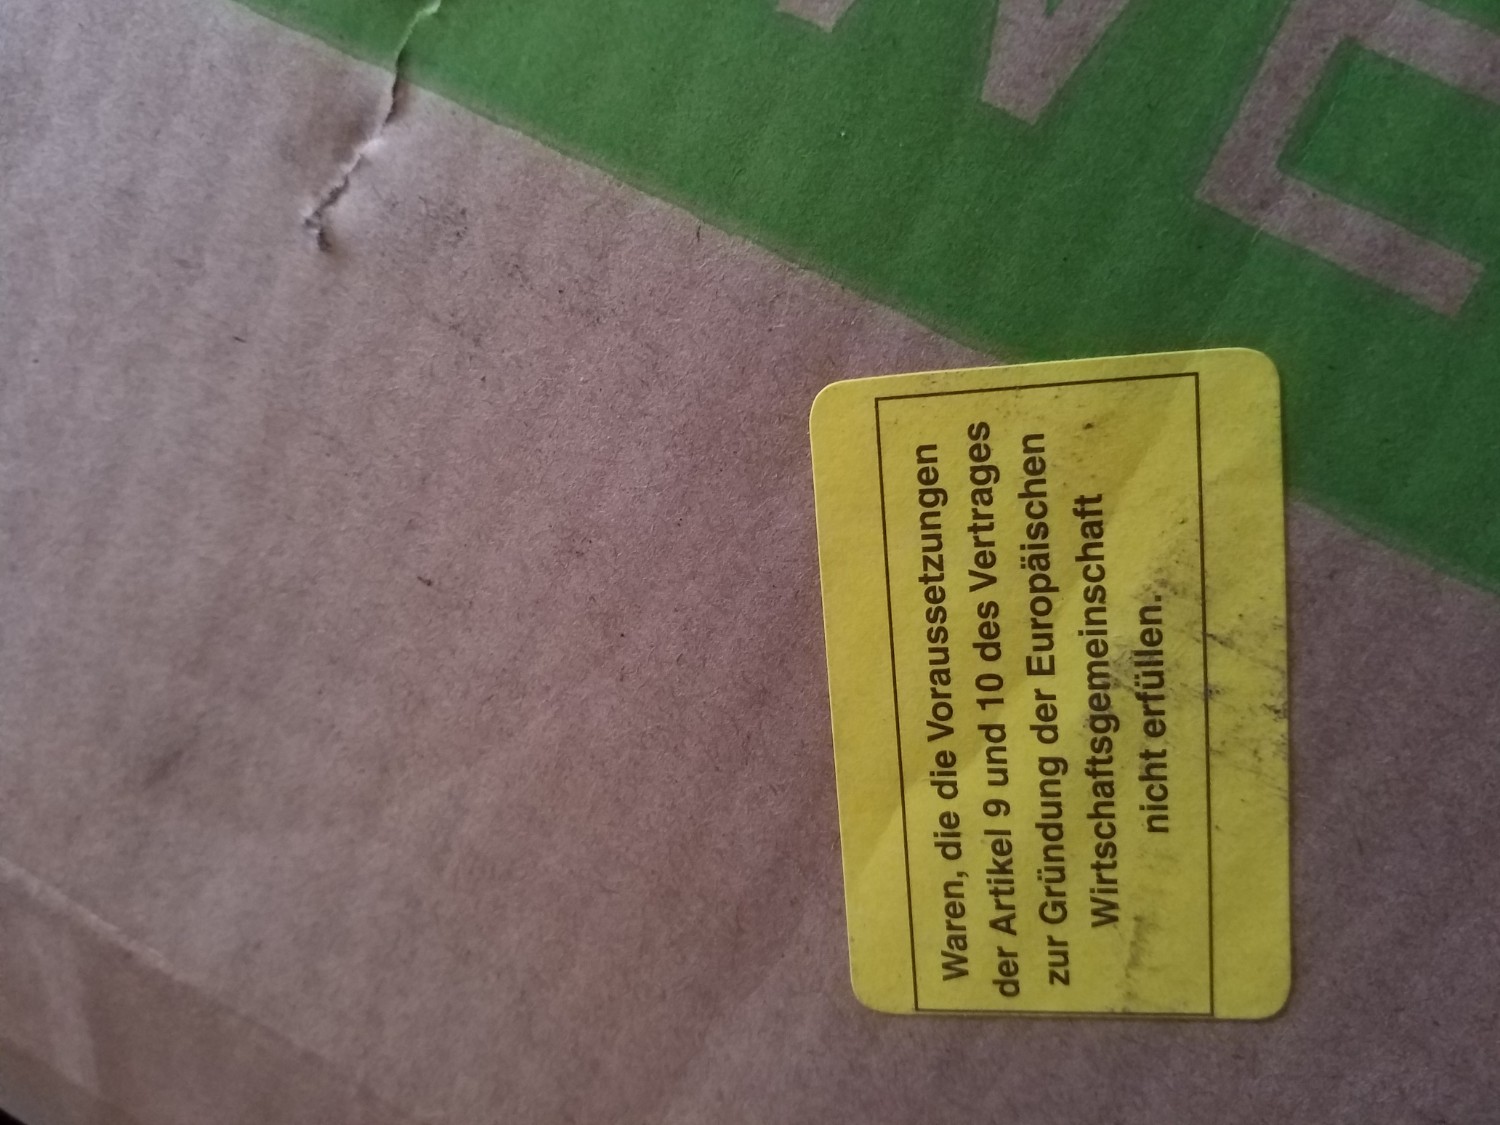 Waren, die die Voraussetzungen
der Artikel 9 und 10 des Vertrages
zur Gründung der Europäischen
Wirtschaftsgemeinschaft
nicht erfüllen.